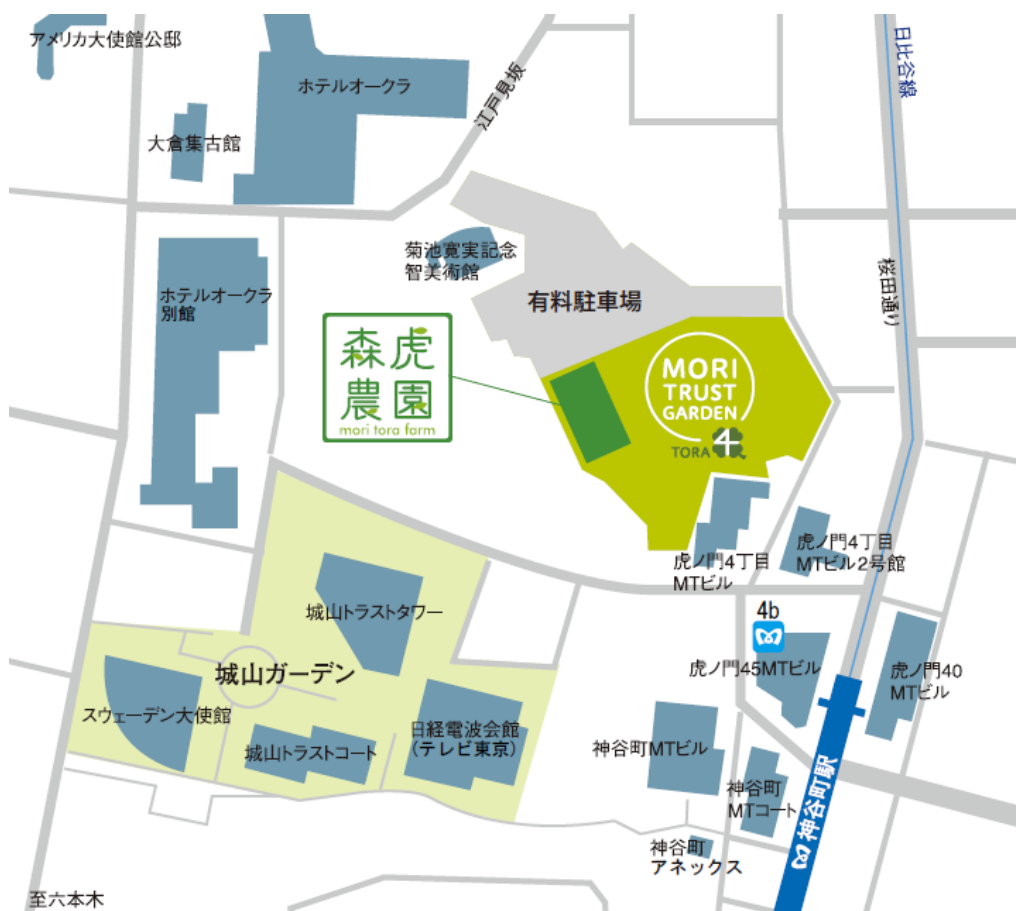 アメリカ大使館公邸
ホテルオークラ
大倉集古館
江戸見坂
日比谷線
菊池寛実記念
智美術館
有料駐車場
桜田通り
ホテルオークラ
別館
森虎
農園
mori tora farm
MORI
TRUST
GARDEN
TORA 4
虎ノ門4丁目
MTビル
虎ノ門4丁目
MTビル2号館
城山トラストタワー
4b
城山ガーデン
虎ノ門45MTビル
虎ノ門40
MTビル
スウェーデン大使館
城山トラストコート
日経電波会館
(テレビ東京)
神谷町MTビル
神谷町
MTコート
神谷町駅
神谷町
アネックス
至六本木